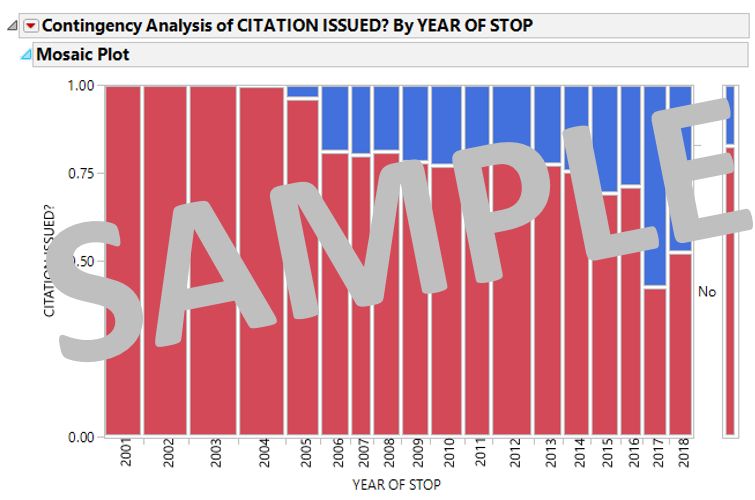 Contingency Analysis of CITATION ISSUED? By YEAR OF STOP
Mosaic Plot
1.00
0.75
0.50
0.00
CITATION ISSUED?
No
2001 2002 2003 2004 2005 2006 2007 2008 2009 2010 2011 2012 2013 2014 2015 2016 2017 2018
YEAR OF STOP
SAMPLE